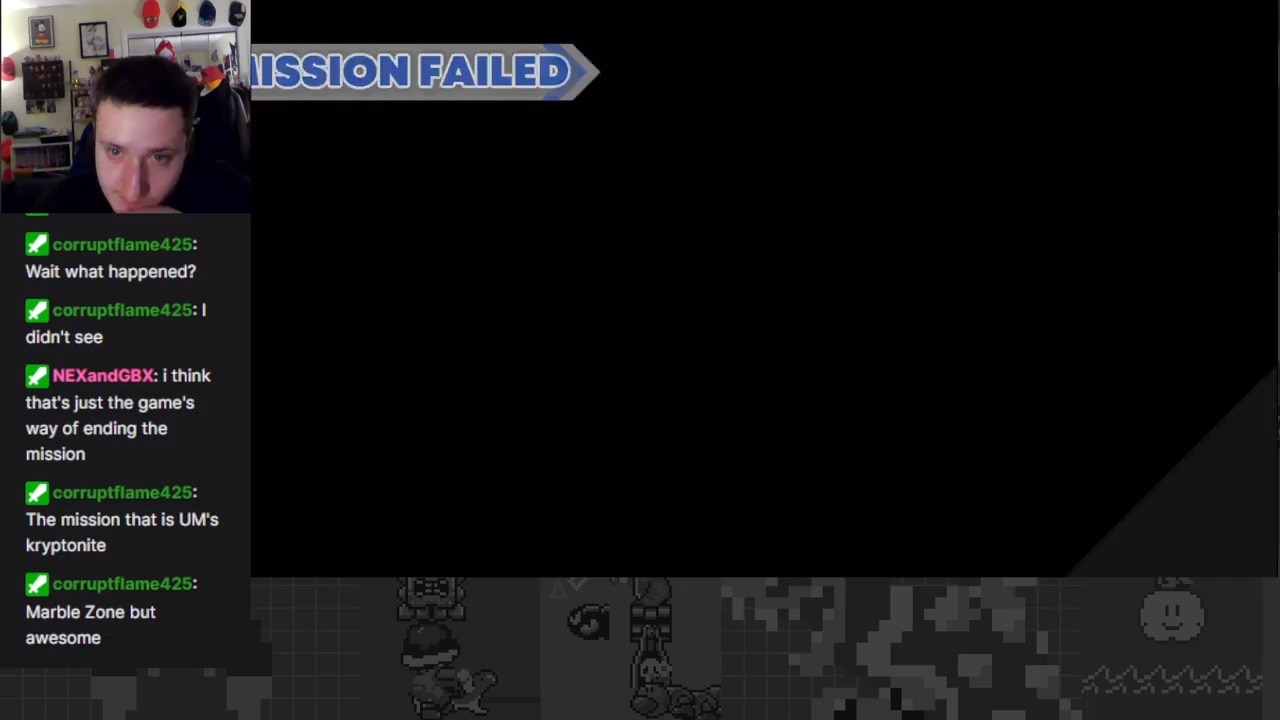 MISSION FAILED
corruptflame425:
Wait what happened?
corruptflame425: I
didn't see
NEXandGBX: i think
that's just the game's
way of ending the
mission
corruptflame425:
The mission that is UM's
kryptonite
corruptflame425:
Marble Zone but
awesome